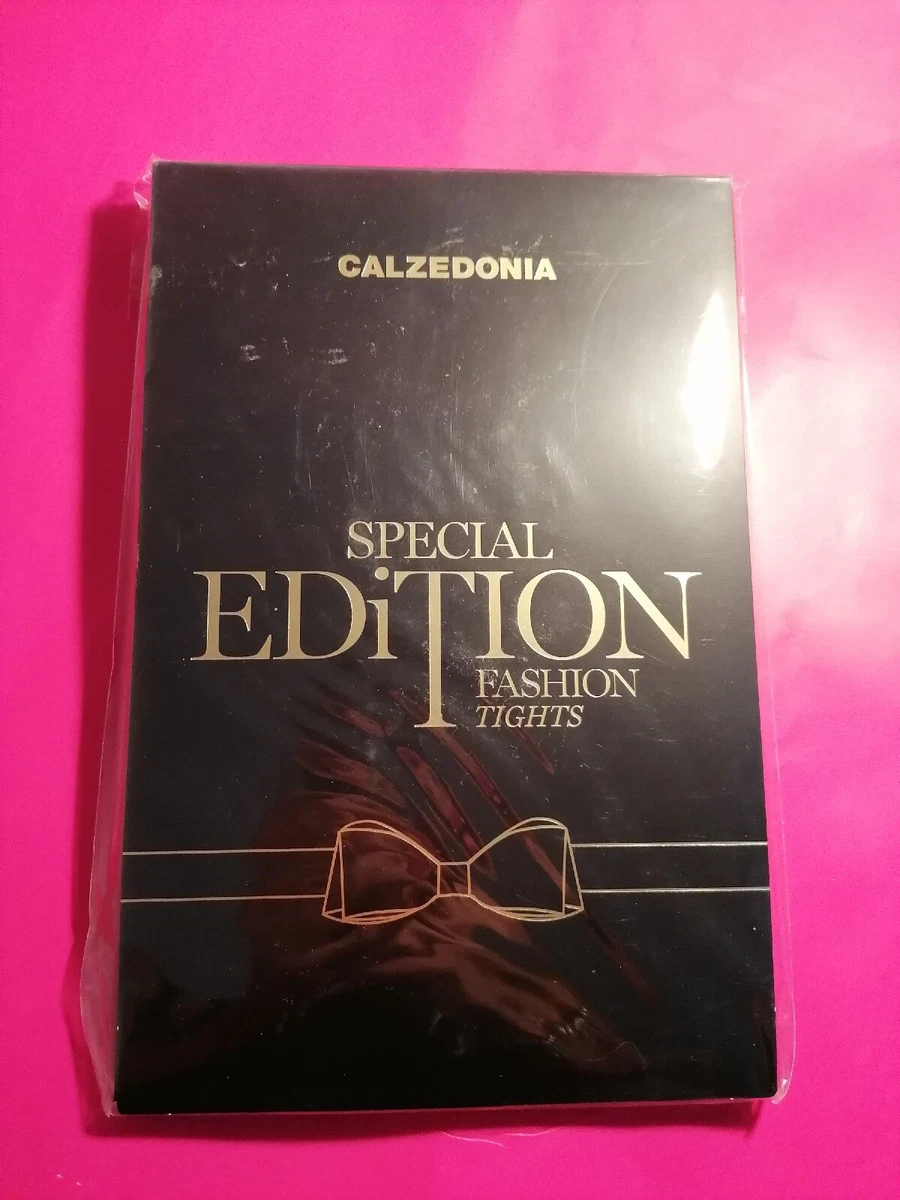 CALZEDONIA
SPECIAL
EDiTION
FASHION
TIGHTS